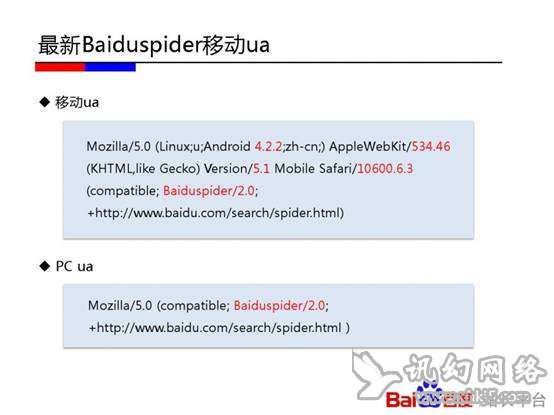 最新Baiduspider移动ua
移动ua
Mozilla/5.0 (Linux;u;Android 4.2.2;zh-cn;) AppleWebKit/534.46
(KHTML,like Gecko) Version/5.1 Mobile Safari/10600.6.3
(compatible; Baiduspider/2.0;
+http://www.baidu.com/search/spider.html)
PC ua
Mozilla/5.0 (compatible; Baiduspider/2.0;
+http://www.baidu.com/search/spider.html )
讯幻网络
Bai 百度 平台